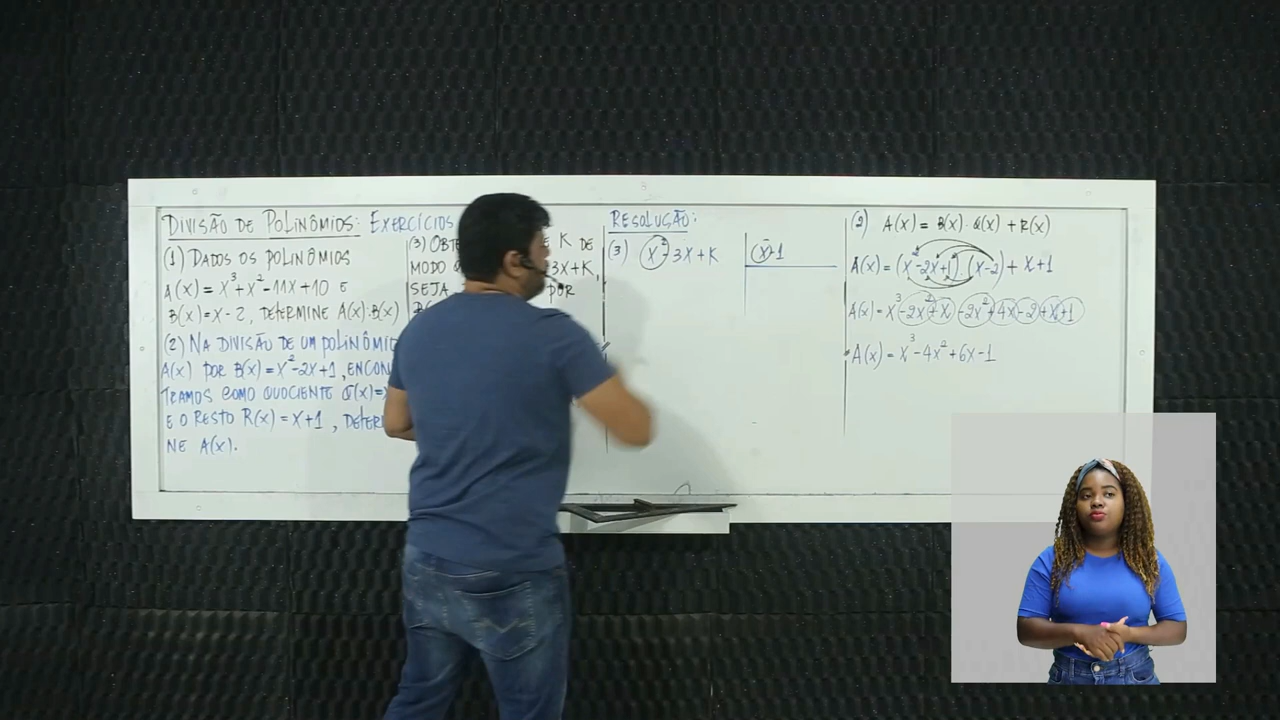 DIVISÃO DE POLINÔMIOS: EXERCÍCIOS
(1) DADOS OS POLINÔMIOS
A(x) = x³+x²-11x+10 E
B(x)=x-2, DETERMINE A(x):B(x)
(2) NA DIVISÃO DE UM POLINÔMI
A(x) POR B(x)=x²-2x+1, ENCON
TRAMOS COMO QUOCIENTE Q(x)=
E O RESTO R(x)=x+1, DETER
NE A(x).
(3) OBTE K DE
MODO 3x+K,
SEJA POR
RESOLUÇÃO:
(3) x²-3x+K x-1
(2) A(x) = B(x)·Q(x)+R(x)
A(x)=(x²-2x+1)·(x-2)+x+1
A(x)=x³-2x²+x-2x²+4x-2+x+1
A(x)=x³-4x²+6x-1